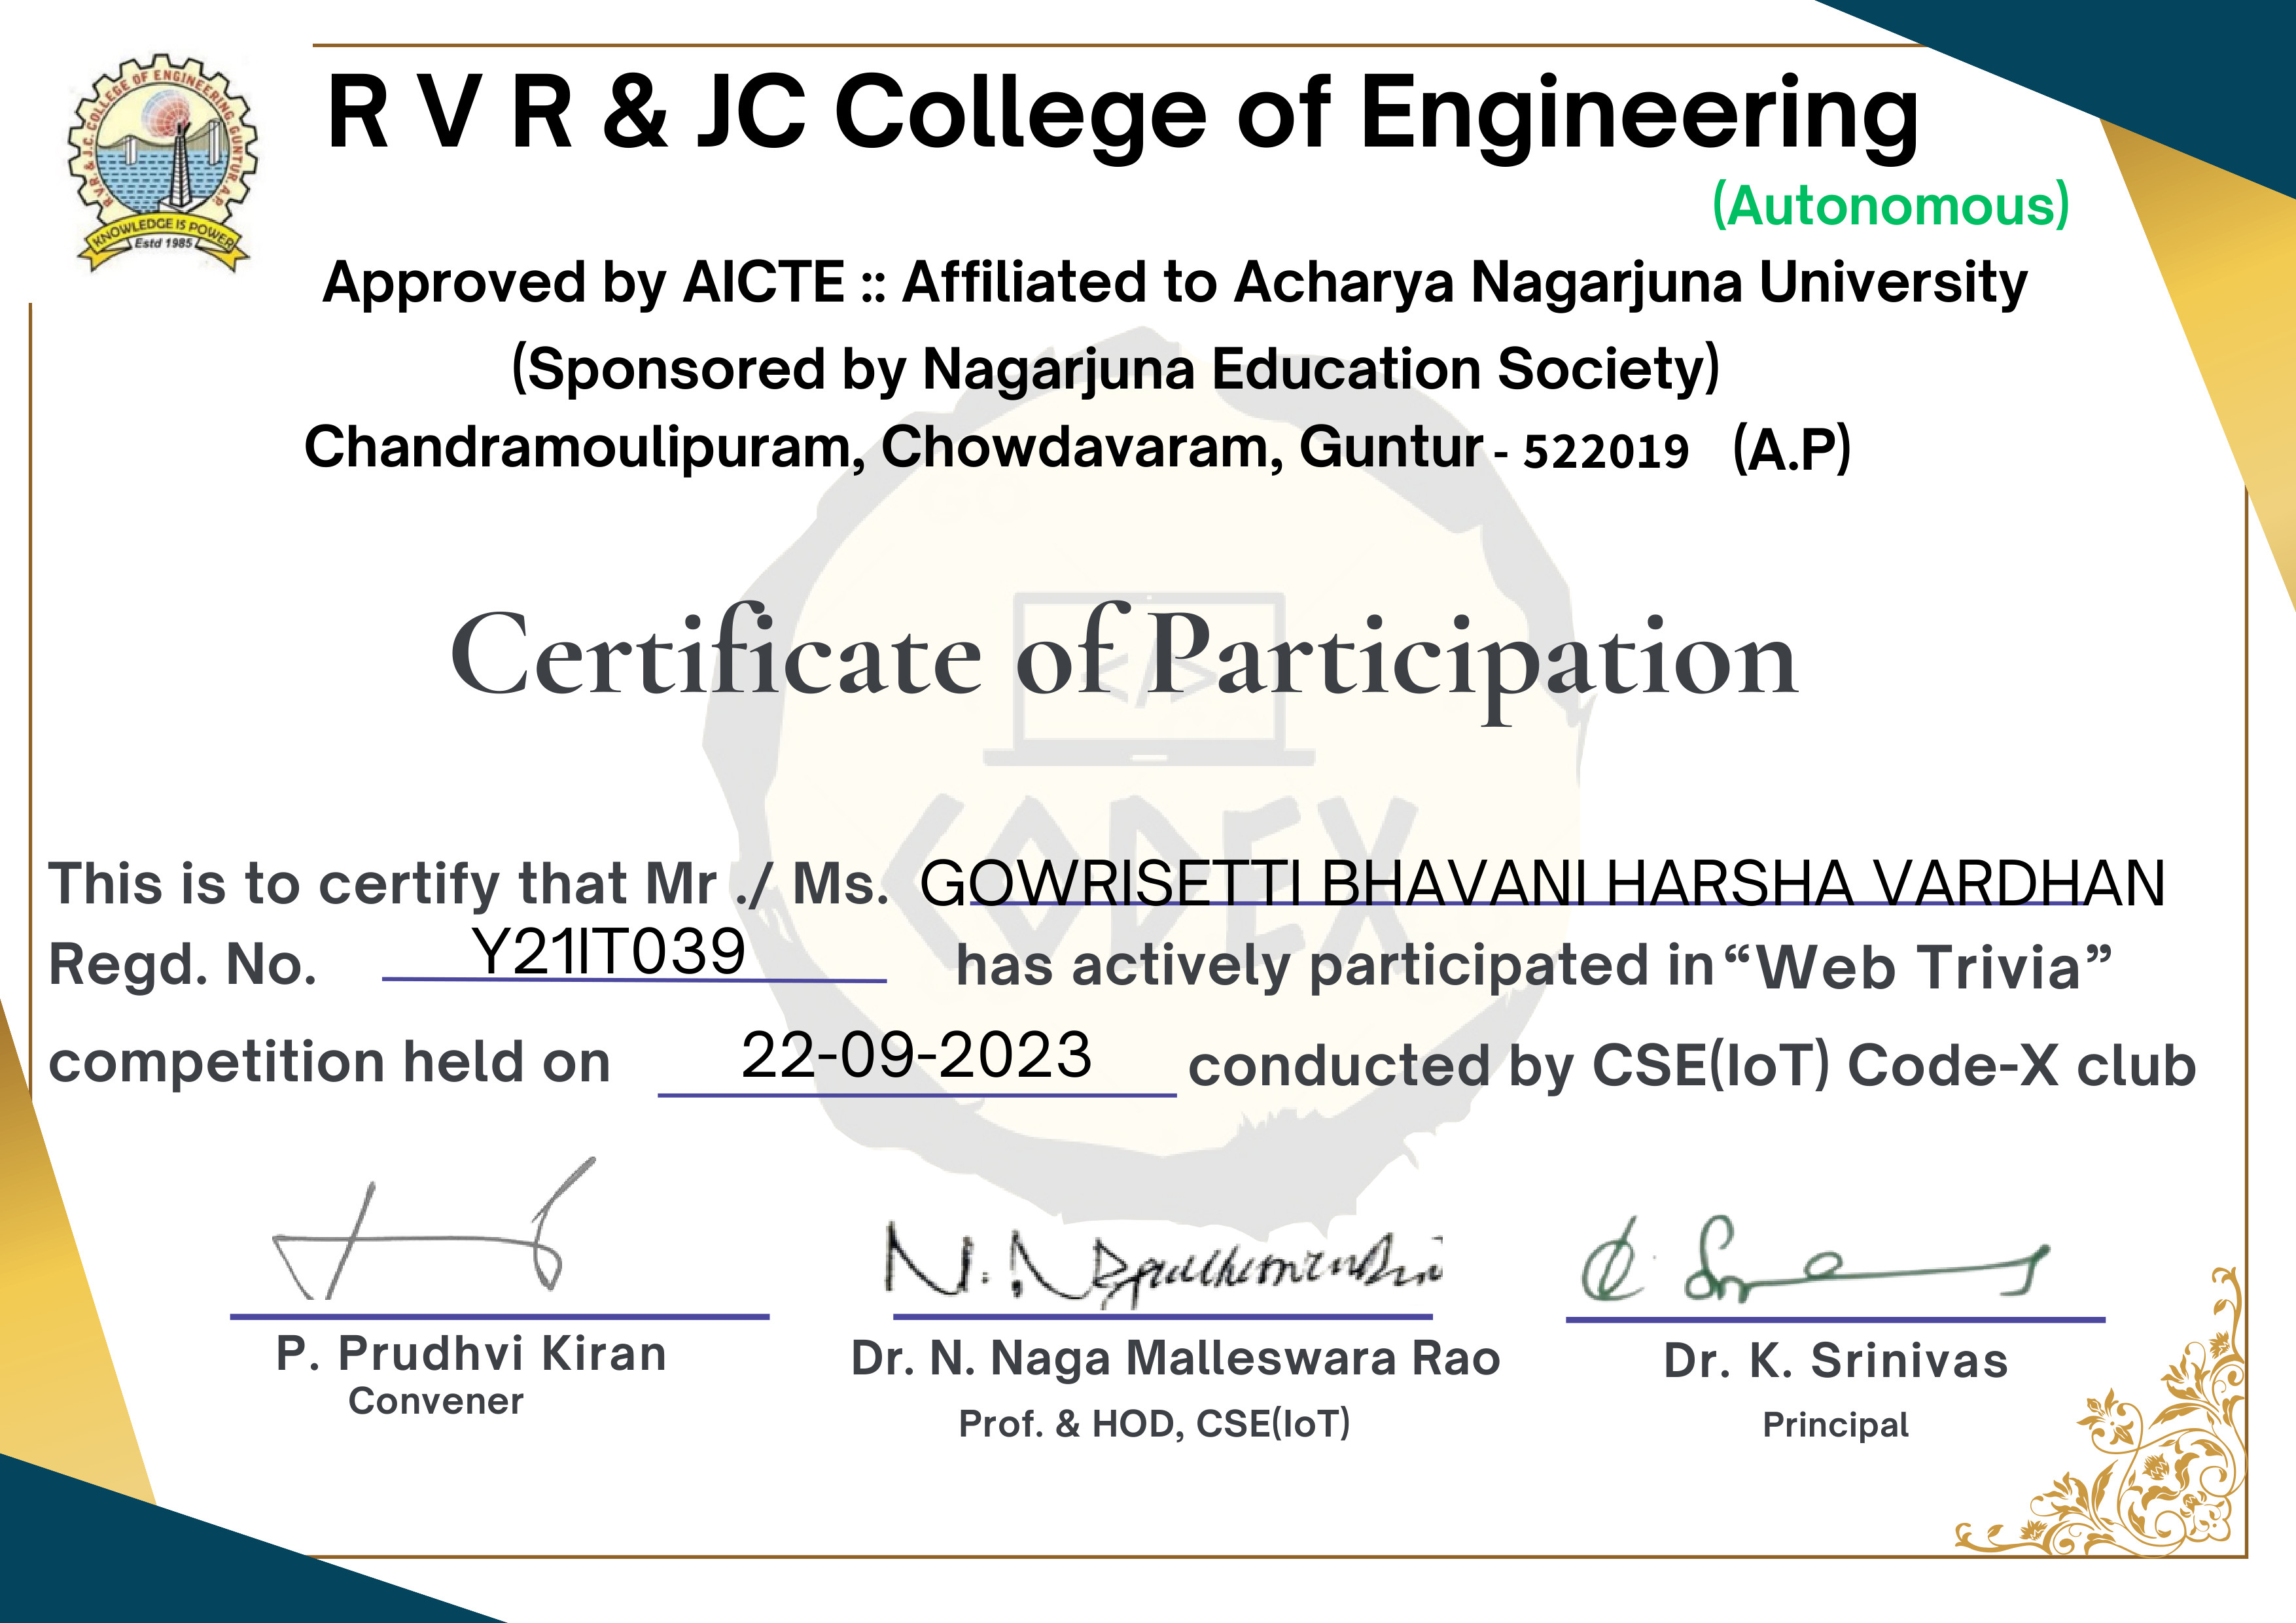 R.V.R. & J.C. COLLEGE OF ENGINEERING, GUNTUR. A.P.
KNOWLEDGE IS POWER
Estd 1985
R V R & JC College of Engineering
(Autonomous)
Approved by AICTE :: Affiliated to Acharya Nagarjuna University
(Sponsored by Nagarjuna Education Society)
Chandramoulipuram, Chowdavaram, Guntur - 522019 (A.P)
Certificate of Participation
</>
CODEX
This is to certify that Mr ./ Ms. GOWRISETTI BHAVANI HARSHA VARDHAN
Regd. No. Y21IT039 has actively participated in “Web Trivia”
competition held on 22-09-2023 conducted by CSE(IoT) Code-X club
P. Prudhvi Kiran
Convener
Dr. N. Naga Malleswara Rao
Prof. & HOD, CSE(IoT)
Dr. K. Srinivas
Principal